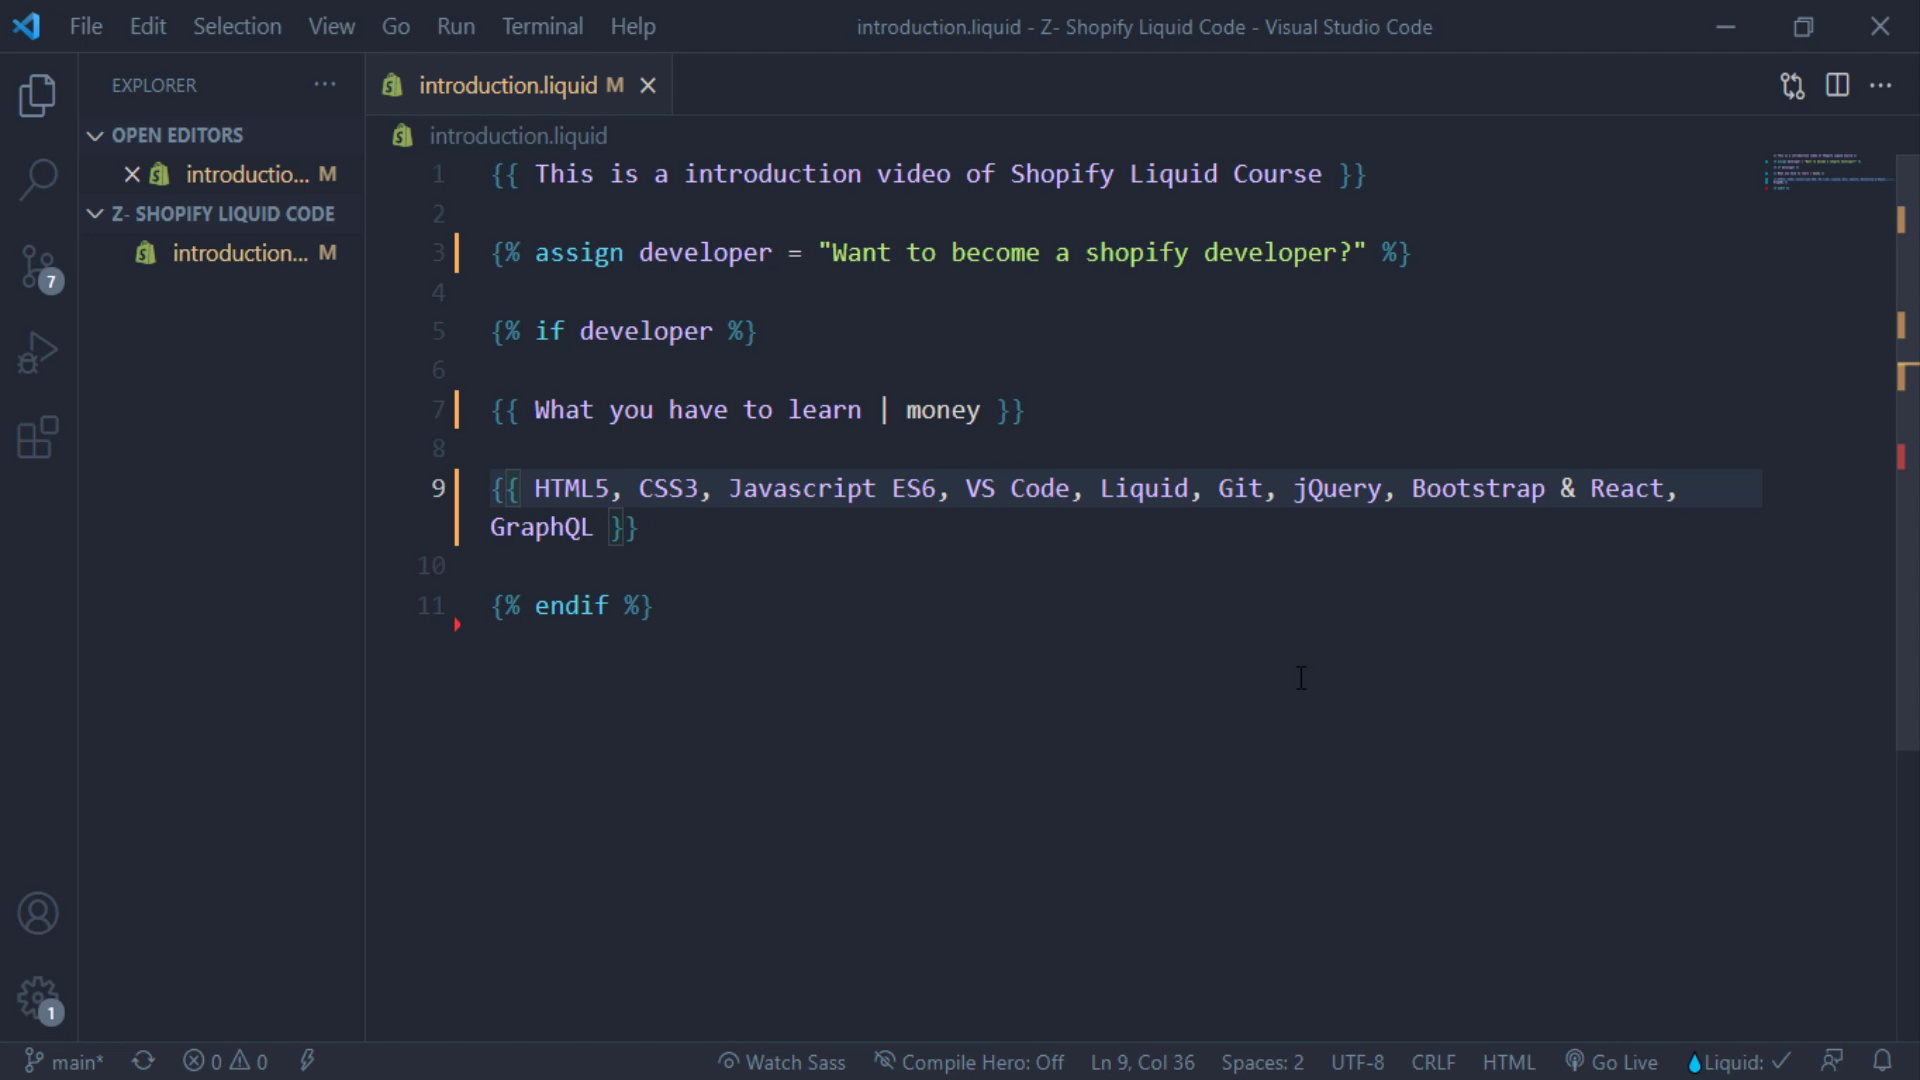 File Edit Selection View Go Run Terminal Help
introduction.liquid - Z- Shopify Liquid Code - Visual Studio Code
EXPLORER
OPEN EDITORS
introductio... M
Z- SHOPIFY LIQUID CODE
introduction... M
7
1
introduction.liquid M
introduction.liquid
1 {{ This is a introduction video of Shopify Liquid Course }}
2
3 {% assign developer = "Want to become a shopify developer?" %}
4
5 {% if developer %}
6
7 {{ What you have to learn | money }}
8
9 {{ HTML5, CSS3, Javascript ES6, VS Code, Liquid, Git, jQuery, Bootstrap & React,
GraphQL }}
10
11 {% endif %}
main* 0 0 Watch Sass Compile Hero: Off Ln 9, Col 36 Spaces: 2 UTF-8 CRLF HTML Go Live Liquid: